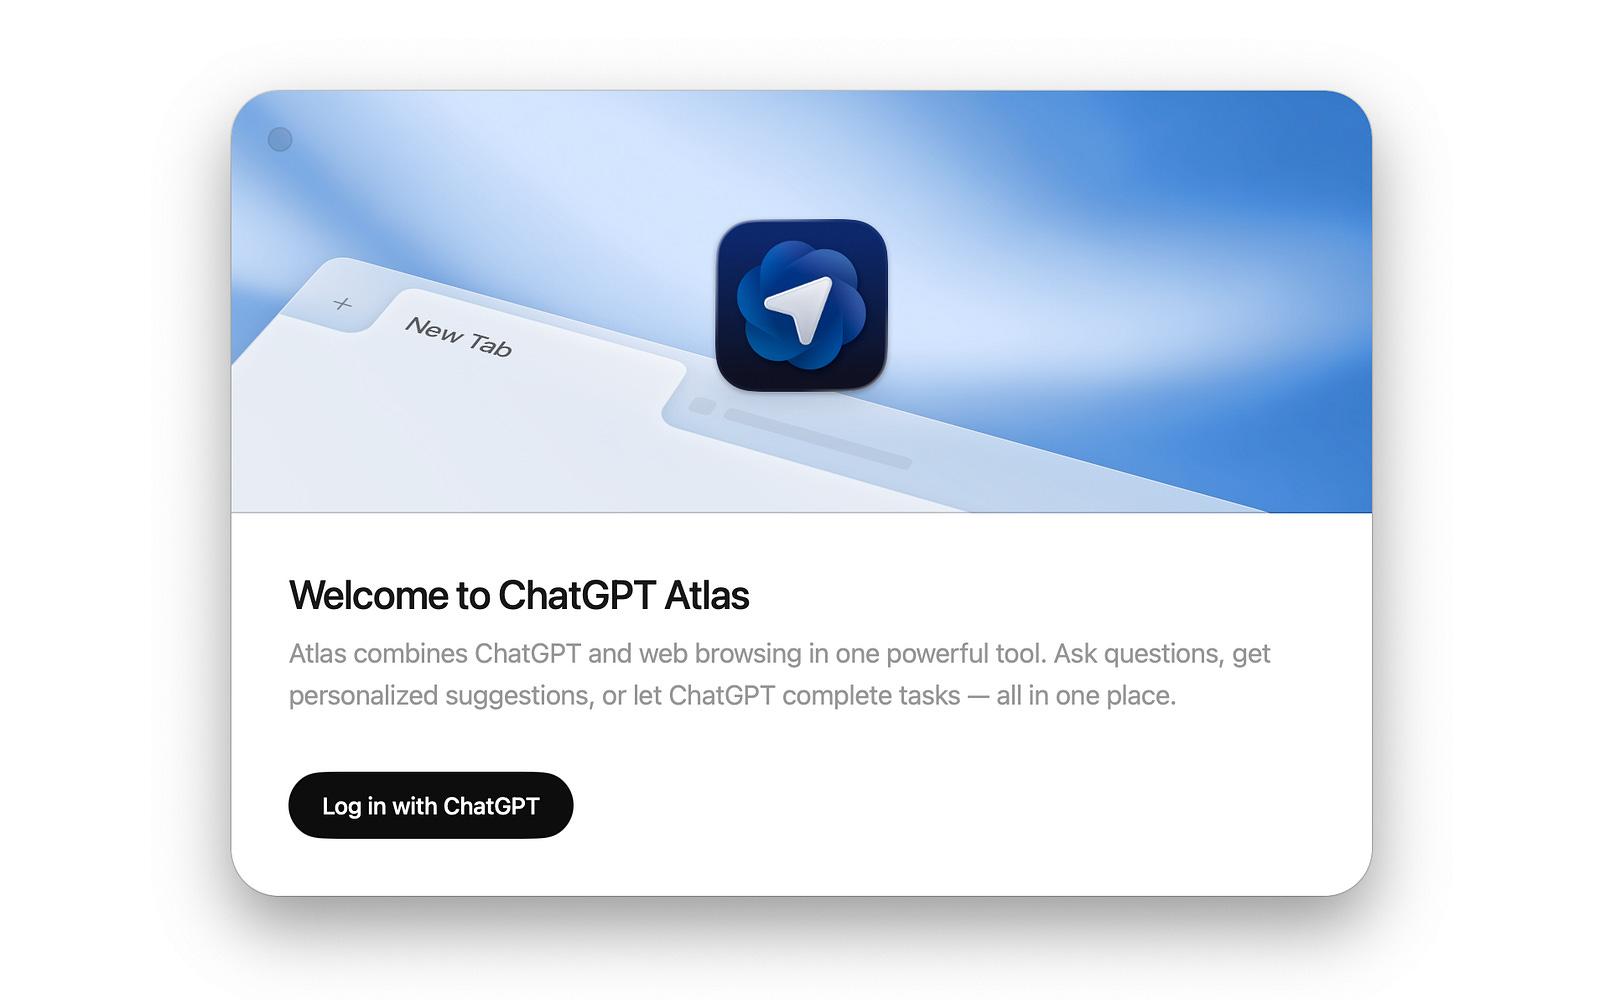 New Tab
Welcome to ChatGPT Atlas
Atlas combines ChatGPT and web browsing in one powerful tool. Ask questions, get
personalized suggestions, or let ChatGPT complete tasks — all in one place.
Log in with ChatGPT